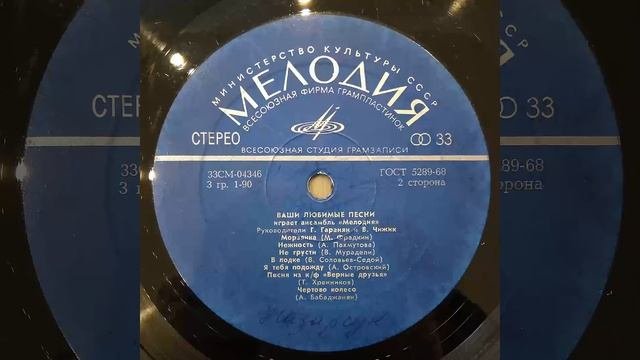 МИНИСТЕРСТВО КУЛЬТУРЫ СССР
МЕЛОДИЯ
ВСЕСОЮЗНАЯ ФИРМА ГРАМПЛАСТИНОК
СТЕРЕО
33
ВСЕСОЮЗНАЯ СТУДИЯ ГРАМЗАПИСИ
33СМ-04346
ГОСТ 5289-68
3 гр. 1-90
2 сторона
ВАШИ ЛЮБИМЫЕ ПЕСНИ
играет ансамбль «Мелодия»
Руководители Г. Гаранян и В. Чижик
Морзянка (М. Фрадкин)
Нежность (А. Пахмутова)
Не грусти (В. Мурадели)
В лодке (В. Соловьев-Седой)
Я тебя подожду (А. Островский)
Песня из к/ф «Верные друзья»
(Т. Хренников)
Чертово колесо
(А. Бабаджанян)